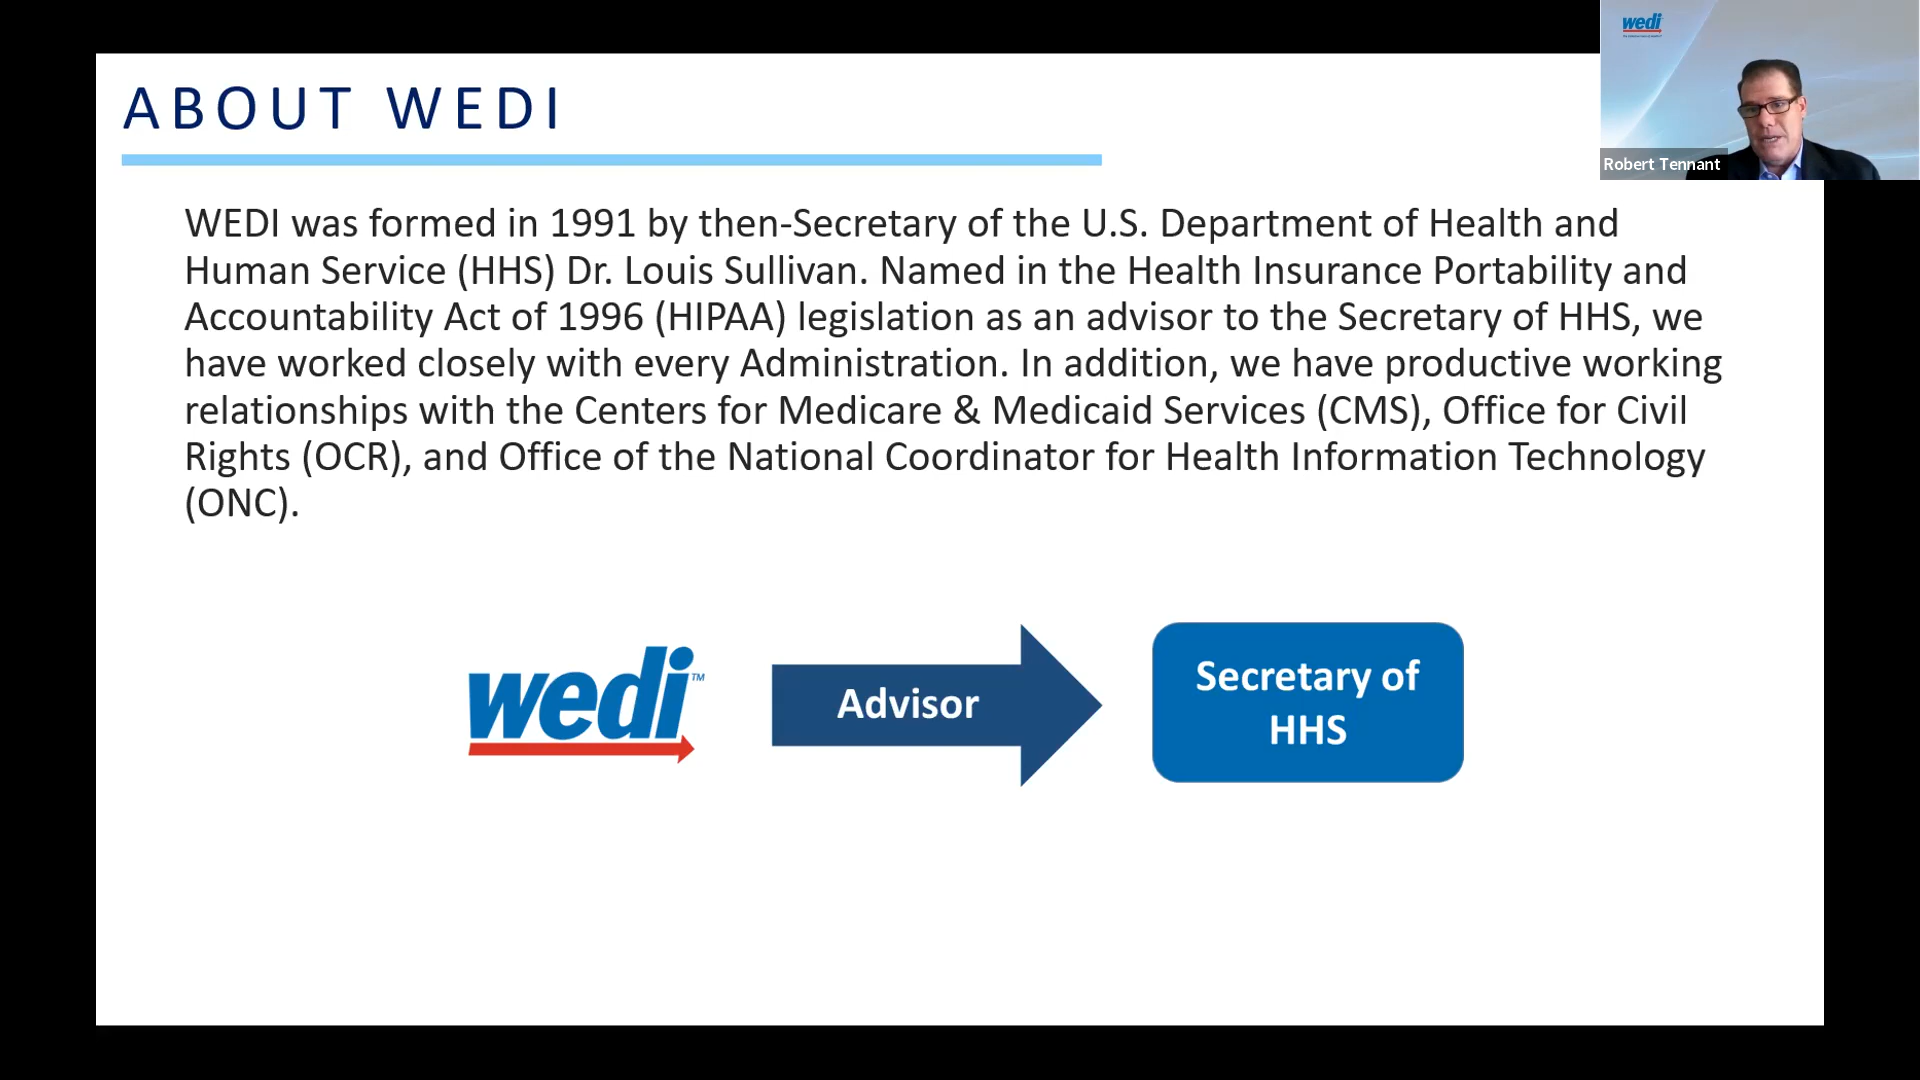 ABOUT WEDI
wedi
Robert Tennant
WEDI was formed in 1991 by then-Secretary of the U.S. Department of Health and
Human Service (HHS) Dr. Louis Sullivan. Named in the Health Insurance Portability and
Accountability Act of 1996 (HIPAA) legislation as an advisor to the Secretary of HHS, we
have worked closely with every Administration. In addition, we have productive working
relationships with the Centers for Medicare & Medicaid Services (CMS), Office for Civil
Rights (OCR), and Office of the National Coordinator for Health Information Technology
(ONC).
wedi™
Advisor
Secretary of
HHS